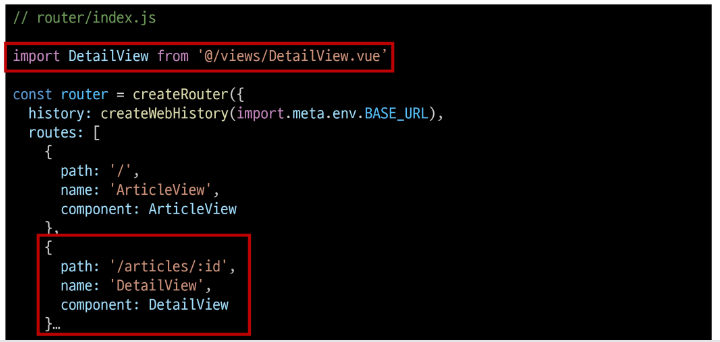 // router/index.js
import DetailView from '@/views/DetailView.vue’
const router = createRouter({
history: createWebHistory(import.meta.env.BASE_URL),
routes: [
{
path: '/',
name: 'ArticleView',
component: ArticleView
},
{
path: '/articles/:id',
name: 'DetailView',
component: DetailView
}…